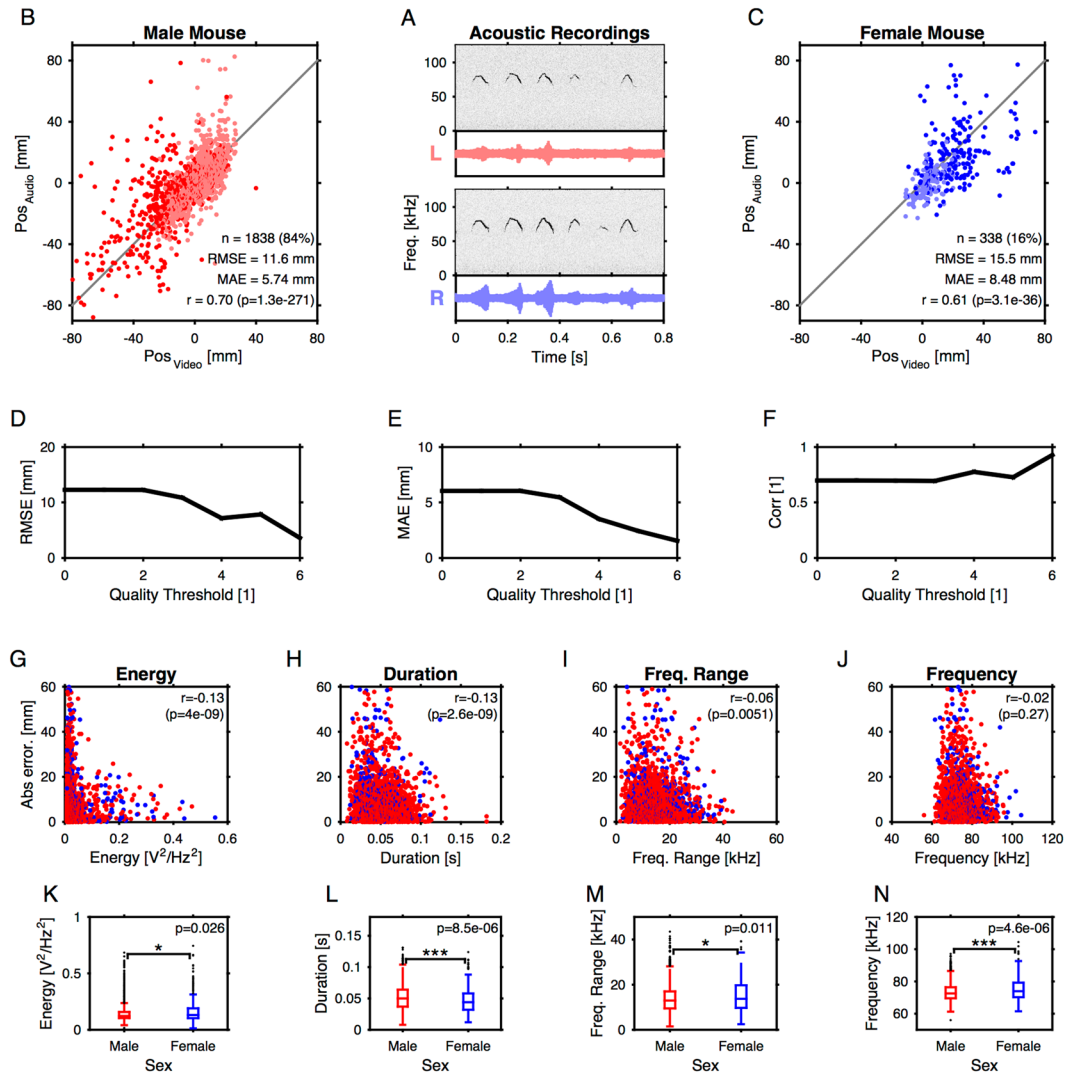 B
Male Mouse
80
40
0
-40
-80
Pos_Audio [mm]
n = 1838 (84%)
RMSE = 11.6 mm
MAE = 5.74 mm
r = 0.70 (p=1.3e-271)
-80 -40 0 40 80
Pos_Video [mm]
A
Acoustic Recordings
100
50
0
L
100
50
0
Freq. [kHz]
R
0 0.2 0.4 0.6 0.8
Time [s]
C
Female Mouse
80
40
0
-40
-80
Pos_Audio [mm]
n = 338 (16%)
RMSE = 15.5 mm
MAE = 8.48 mm
r = 0.61 (p=3.1e-36)
-80 -40 0 40 80
Pos_Video [mm]
D
20
10
0
RMSE [mm]
0 2 4 6
Quality Threshold [1]
E
10
5
0
MAE [mm]
0 2 4 6
Quality Threshold [1]
F
1
0.5
0
Corr [1]
0 2 4 6
Quality Threshold [1]
G
Energy
r=-0.13
(p=4e-09)
60
40
20
0
Abs error. [mm]
0 0.2 0.4 0.6
Energy [V²/Hz²]
H
Duration
r=-0.13
(p=2.6e-09)
60
40
20
0
0 0.05 0.1 0.15 0.2
Duration [s]
I
Freq. Range
r=-0.06
(p=0.0051)
60
40
20
0
0 20 40 60
Freq. Range [kHz]
J
Frequency
r=-0.02
(p=0.27)
60
40
20
0
40 60 80 100 120
Frequency [kHz]
K
p=0.026
*
1
0.5
0
Energy [V²/Hz²]
Male Female
Sex
L
p=8.5e-06
***
0.15
0.1
0.05
0
Duration [s]
Male Female
Sex
M
p=0.011
*
40
20
0
Freq. Range [kHz]
Male Female
Sex
N
p=4.6e-06
***
120
100
80
60
Frequency [kHz]
Male Female
Sex